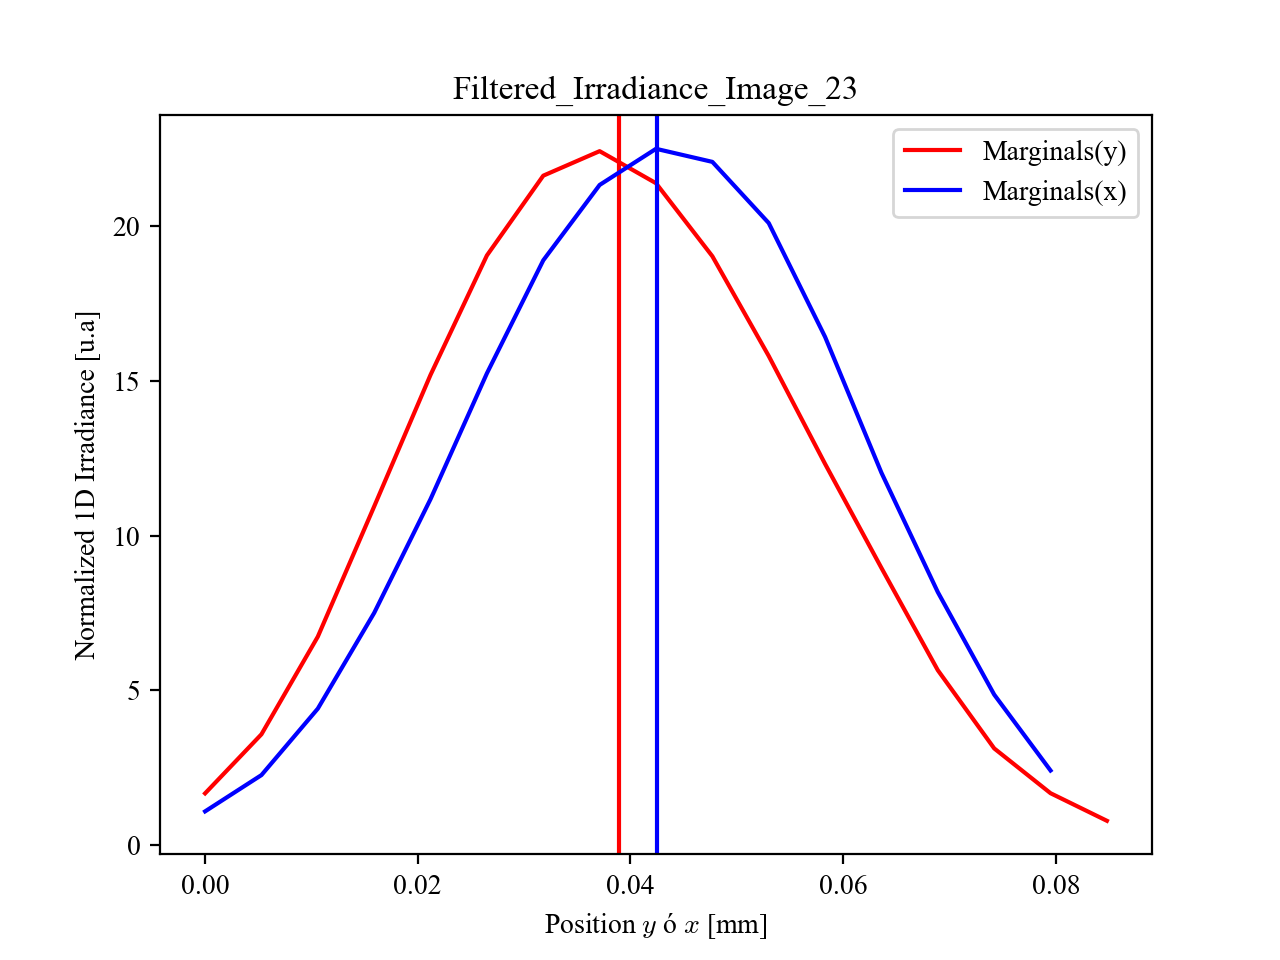 Filtered_Irradiance_Image_23
Marginals(y)
Marginals(x)
Normalized 1D Irradiance [u.a]
20
15
10
5
0
0.00 0.02 0.04 0.06 0.08
Position y ó x [mm]